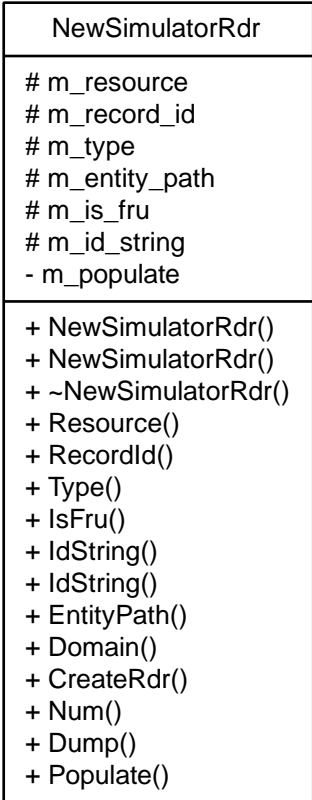 NewSimulatorRdr
# m_resource
# m_record_id
# m_type
# m_entity_path
# m_is_fru
# m_id_string
- m_populate
+ NewSimulatorRdr()
+ NewSimulatorRdr()
+ ~NewSimulatorRdr()
+ Resource()
+ RecordId()
+ Type()
+ IsFru()
+ IdString()
+ IdString()
+ EntityPath()
+ Domain()
+ CreateRdr()
+ Num()
+ Dump()
+ Populate()